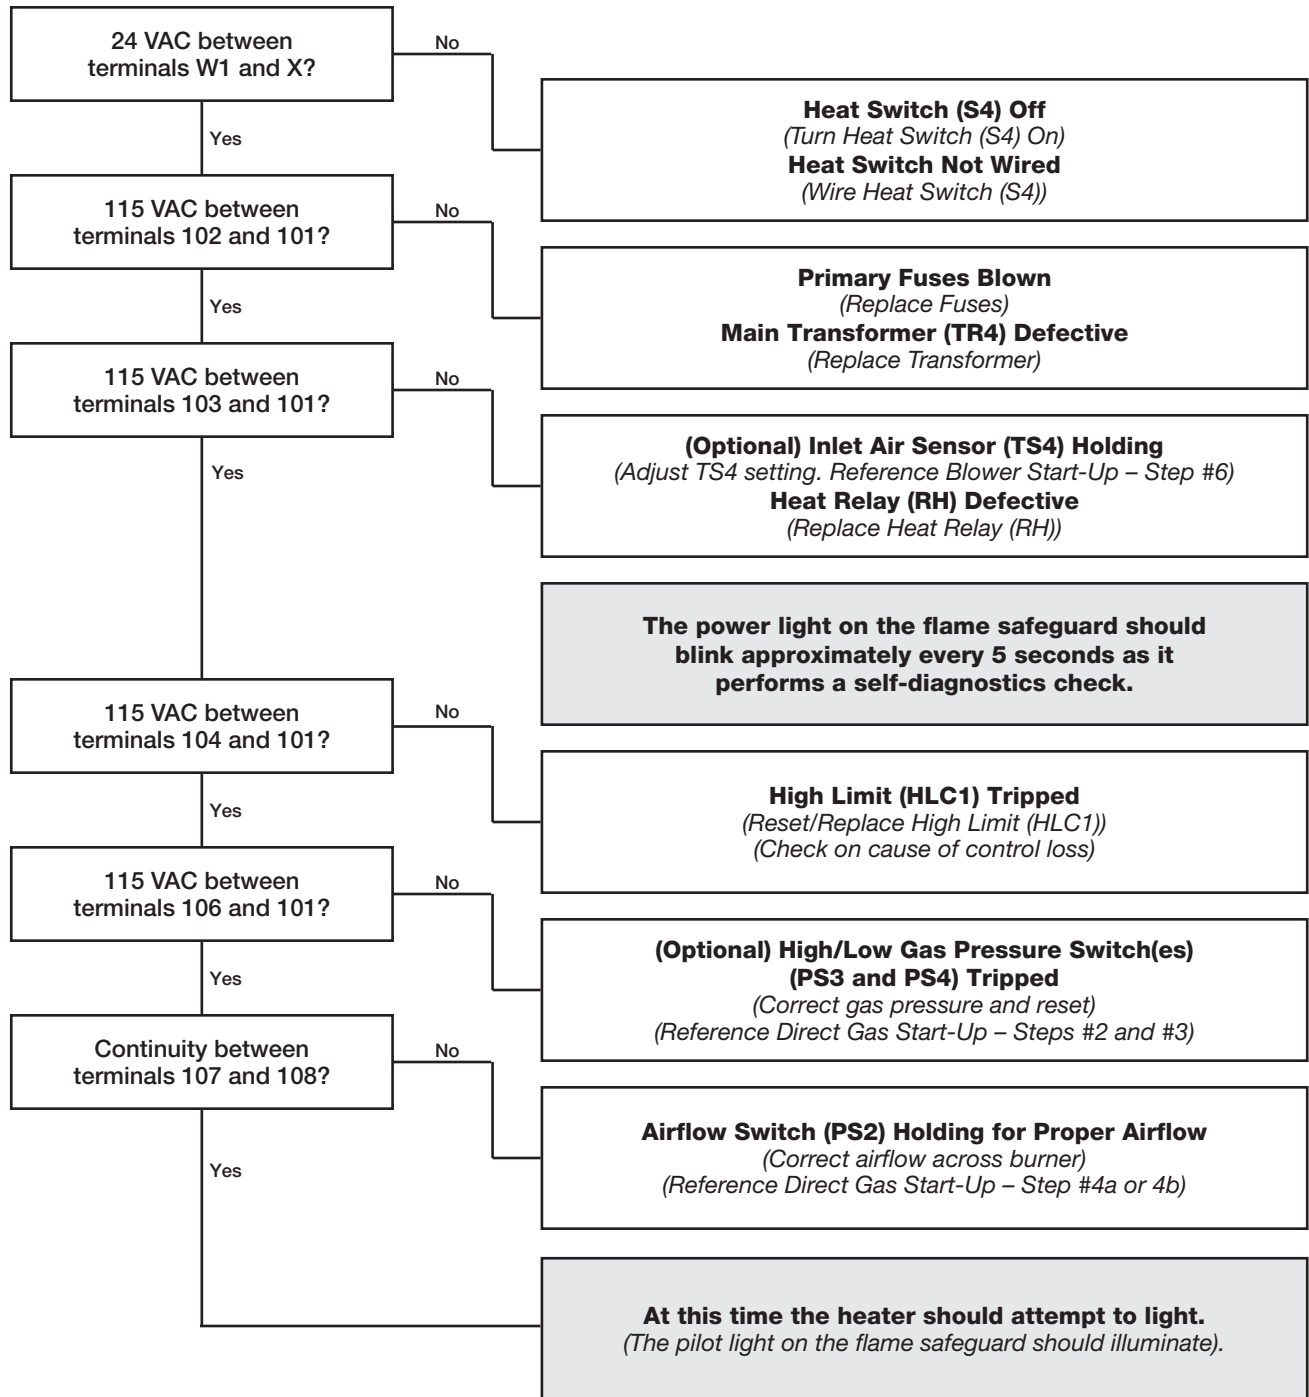 24 VAC between
terminals W1 and X?
No
Yes
Heat Switch (S4) Off
(Turn Heat Switch (S4) On)
Heat Switch Not Wired
(Wire Heat Switch (S4))
115 VAC between
terminals 102 and 101?
No
Yes
Primary Fuses Blown
(Replace Fuses)
Main Transformer (TR4) Defective
(Replace Transformer)
115 VAC between
terminals 103 and 101?
No
Yes
(Optional) Inlet Air Sensor (TS4) Holding
(Adjust TS4 setting. Reference Blower Start-Up – Step #6)
Heat Relay (RH) Defective
(Replace Heat Relay (RH))
The power light on the flame safeguard should
blink approximately every 5 seconds as it
performs a self-diagnostics check.
115 VAC between
terminals 104 and 101?
No
Yes
High Limit (HLC1) Tripped
(Reset/Replace High Limit (HLC1))
(Check on cause of control loss)
115 VAC between
terminals 106 and 101?
No
Yes
(Optional) High/Low Gas Pressure Switch(es)
(PS3 and PS4) Tripped
(Correct gas pressure and reset)
(Reference Direct Gas Start-Up – Steps #2 and #3)
Continuity between
terminals 107 and 108?
No
Yes
Airflow Switch (PS2) Holding for Proper Airflow
(Correct airflow across burner)
(Reference Direct Gas Start-Up – Step #4a or 4b)
At this time the heater should attempt to light.
(The pilot light on the flame safeguard should illuminate).